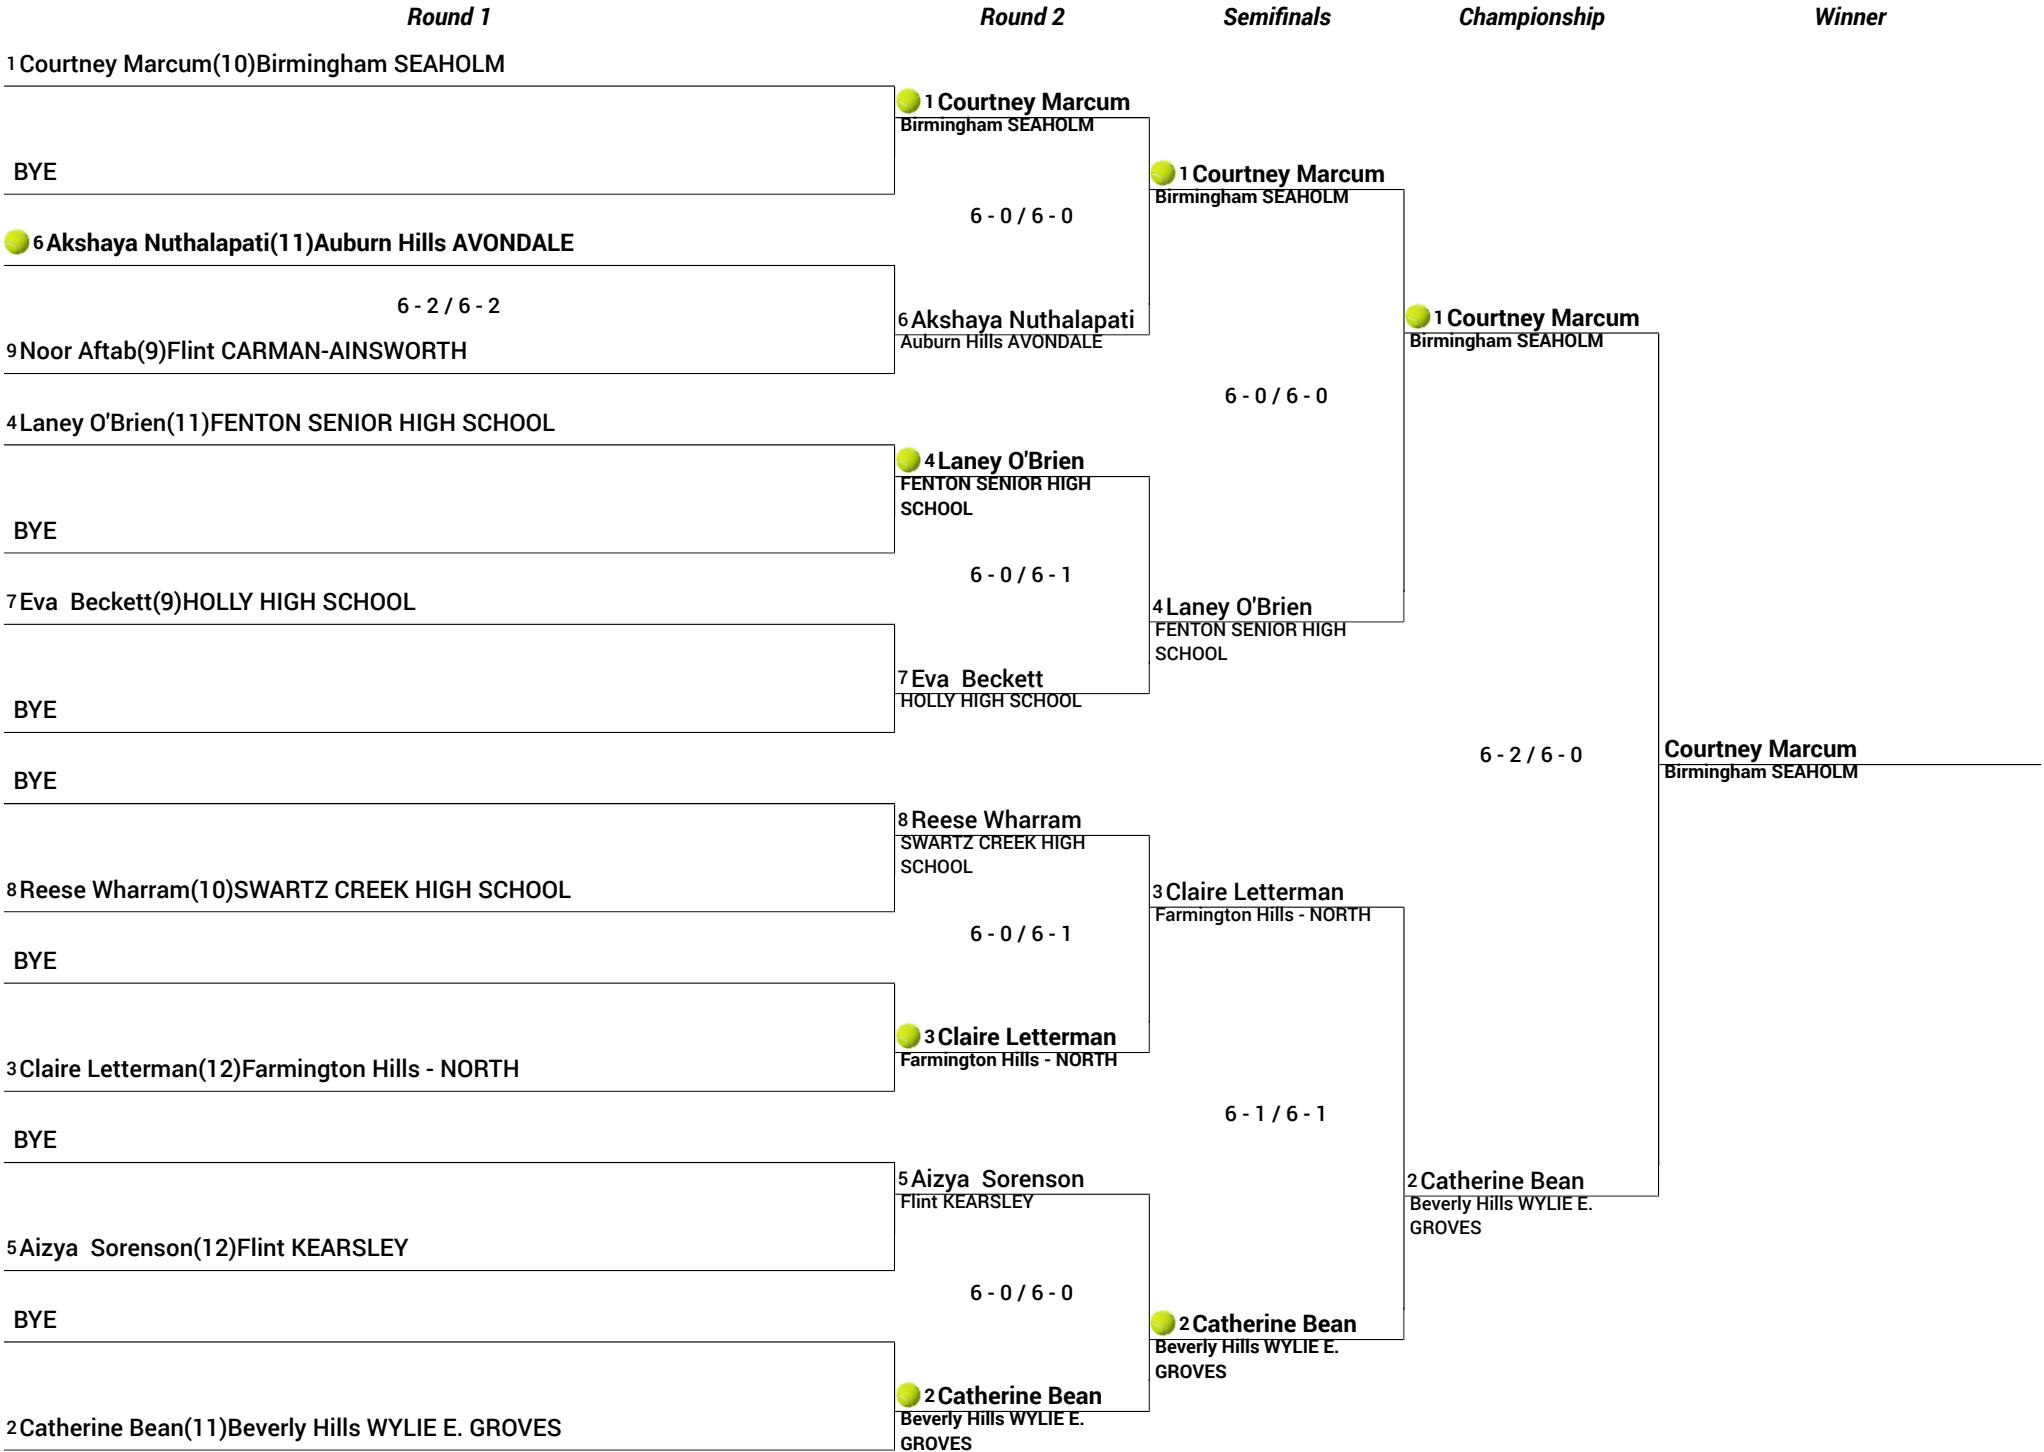 Round 1
Round 2
Semifinals
Championship
Winner
1 Courtney Marcum(10)Birmingham SEAHOLM
BYE
6 Akshaya Nuthalapati(11)Auburn Hills AVONDALE
6 - 2 / 6 - 2
9 Noor Aftab(9)Flint CARMAN-AINSWORTH
4 Laney O'Brien(11)FENTON SENIOR HIGH SCHOOL
BYE
7 Eva  Beckett(9)HOLLY HIGH SCHOOL
BYE
BYE
8 Reese Wharram(10)SWARTZ CREEK HIGH SCHOOL
BYE
3 Claire Letterman(12)Farmington Hills - NORTH
BYE
5 Aizya  Sorenson(12)Flint KEARSLEY
BYE
2 Catherine Bean(11)Beverly Hills WYLIE E. GROVES
1 Courtney Marcum
Birmingham SEAHOLM
6 - 0 / 6 - 0
6 Akshaya Nuthalapati
Auburn Hills AVONDALE
4 Laney O'Brien
FENTON SENIOR HIGH
SCHOOL
6 - 0 / 6 - 1
7 Eva  Beckett
HOLLY HIGH SCHOOL
8 Reese Wharram
SWARTZ CREEK HIGH
SCHOOL
6 - 0 / 6 - 1
3 Claire Letterman
Farmington Hills - NORTH
5 Aizya  Sorenson
Flint KEARSLEY
6 - 0 / 6 - 0
2 Catherine Bean
Beverly Hills WYLIE E.
GROVES
1 Courtney Marcum
Birmingham SEAHOLM
6 - 0 / 6 - 0
4 Laney O'Brien
FENTON SENIOR HIGH
SCHOOL
3 Claire Letterman
Farmington Hills - NORTH
6 - 1 / 6 - 1
2 Catherine Bean
Beverly Hills WYLIE E.
GROVES
1 Courtney Marcum
Birmingham SEAHOLM
6 - 2 / 6 - 0
2 Catherine Bean
Beverly Hills WYLIE E.
GROVES
Courtney Marcum
Birmingham SEAHOLM